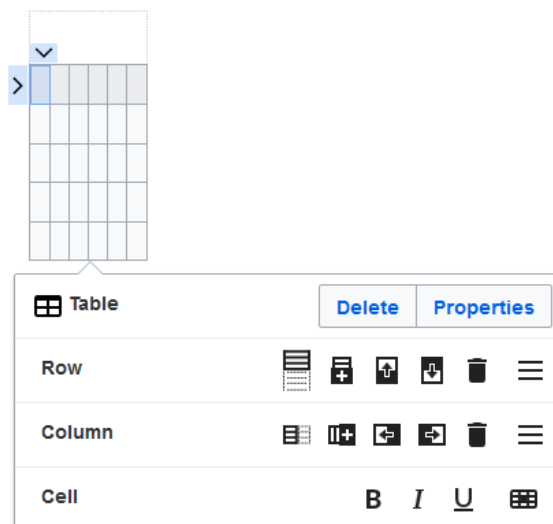 Table
Delete
Properties
Row
Column
Cell
B I U